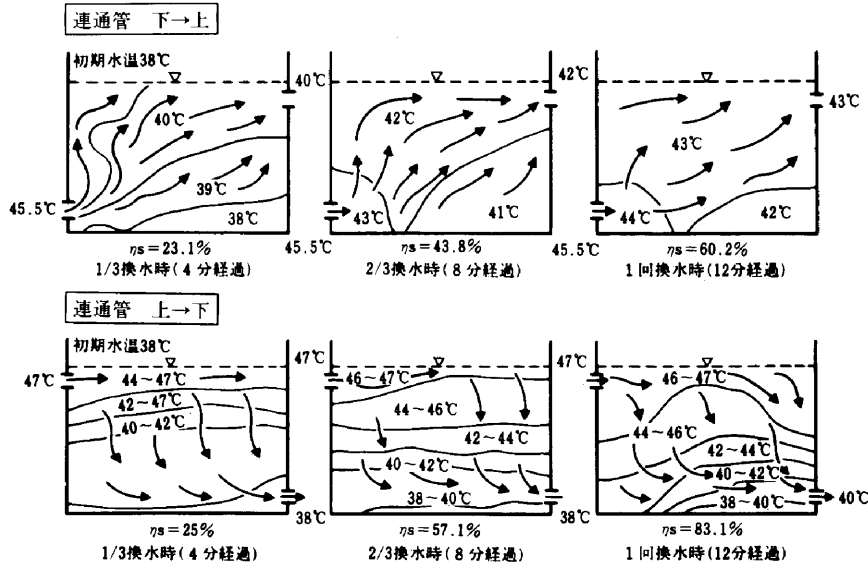 連通管 下→上
初期水温38℃
40℃
40℃
39℃
38℃
45.5℃
ηs=23.1%
1/3換水時(4分経過)
42℃
42℃
43℃
41℃
45.5℃
ηs=43.8%
2/3換水時(8分経過)
43℃
43℃
44℃
42℃
45.5℃
ηs=60.2%
1回換水時(12分経過)
連通管 上→下
初期水温38℃
47℃
44~47℃
42~47℃
40~42℃
38℃
ηs=25%
1/3換水時(4分経過)
47℃
46~47℃
44~46℃
42~44℃
40~42℃
38~40℃
38℃
ηs=57.1%
2/3換水時(8分経過)
47℃
46~47℃
44~46℃
42~44℃
40~42℃
38~40℃
40℃
ηs=83.1%
1回換水時(12分経過)